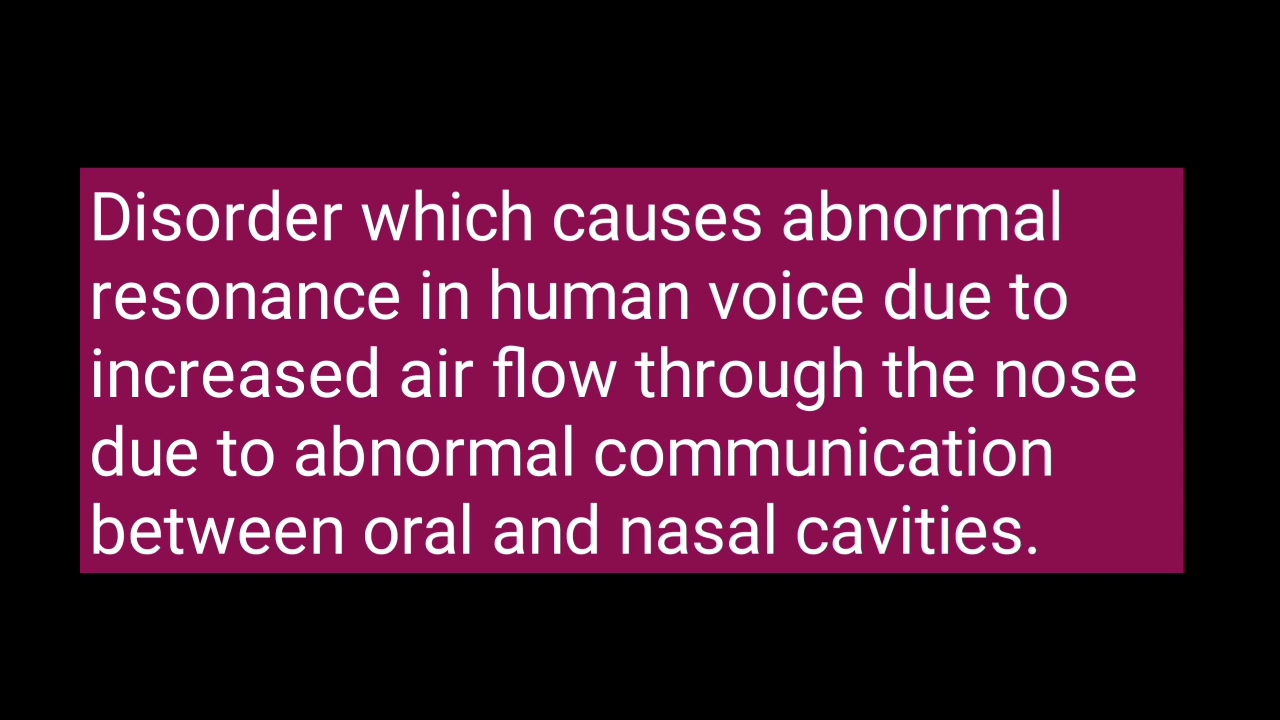 Disorder which causes abnormal
resonance in human voice due to
increased air flow through the nose
due to abnormal communication
between oral and nasal cavities.